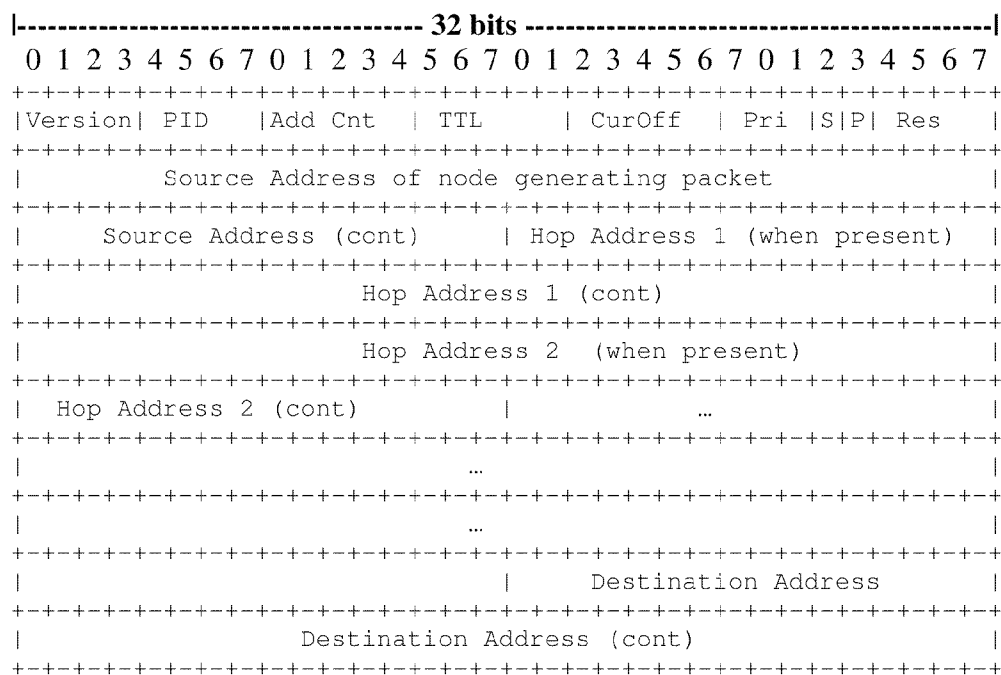 |--------------------------------------- 32 bits --------------------------------------------|
0 1 2 3 4 5 6 7 0 1 2 3 4 5 6 7 0 1 2 3 4 5 6 7 0 1 2 3 4 5 6 7
+-+-+-+-+-+-+-+-+-+-+-+-+-+-+-+-+-+-+-+-+-+-+-+-+-+-+-+-+-+-+-+-+
|Version| PID |Add Cnt | TTL | CurOff | Pri |S|P| Res |
+-+-+-+-+-+-+-+-+-+-+-+-+-+-+-+-+-+-+-+-+-+-+-+-+-+-+-+-+-+-+-+-+
| Source Address of node generating packet |
+-+-+-+-+-+-+-+-+-+-+-+-+-+-+-+-+-+-+-+-+-+-+-+-+-+-+-+-+-+-+-+-+
| Source Address (cont) | Hop Address 1 (when present) |
+-+-+-+-+-+-+-+-+-+-+-+-+-+-+-+-+-+-+-+-+-+-+-+-+-+-+-+-+-+-+-+-+
| Hop Address 1 (cont) |
+-+-+-+-+-+-+-+-+-+-+-+-+-+-+-+-+-+-+-+-+-+-+-+-+-+-+-+-+-+-+-+-+
| Hop Address 2 (when present) |
+-+-+-+-+-+-+-+-+-+-+-+-+-+-+-+-+-+-+-+-+-+-+-+-+-+-+-+-+-+-+-+-+
| Hop Address 2 (cont) | … |
+-+-+-+-+-+-+-+-+-+-+-+-+-+-+-+-+-+-+-+-+-+-+-+-+-+-+-+-+-+-+-+-+
| … |
+-+-+-+-+-+-+-+-+-+-+-+-+-+-+-+-+-+-+-+-+-+-+-+-+-+-+-+-+-+-+-+-+
| … |
+-+-+-+-+-+-+-+-+-+-+-+-+-+-+-+-+-+-+-+-+-+-+-+-+-+-+-+-+-+-+-+-+
| | Destination Address |
+-+-+-+-+-+-+-+-+-+-+-+-+-+-+-+-+-+-+-+-+-+-+-+-+-+-+-+-+-+-+-+-+
| Destination Address (cont) |
+-+-+-+-+-+-+-+-+-+-+-+-+-+-+-+-+-+-+-+-+-+-+-+-+-+-+-+-+-+-+-+-+